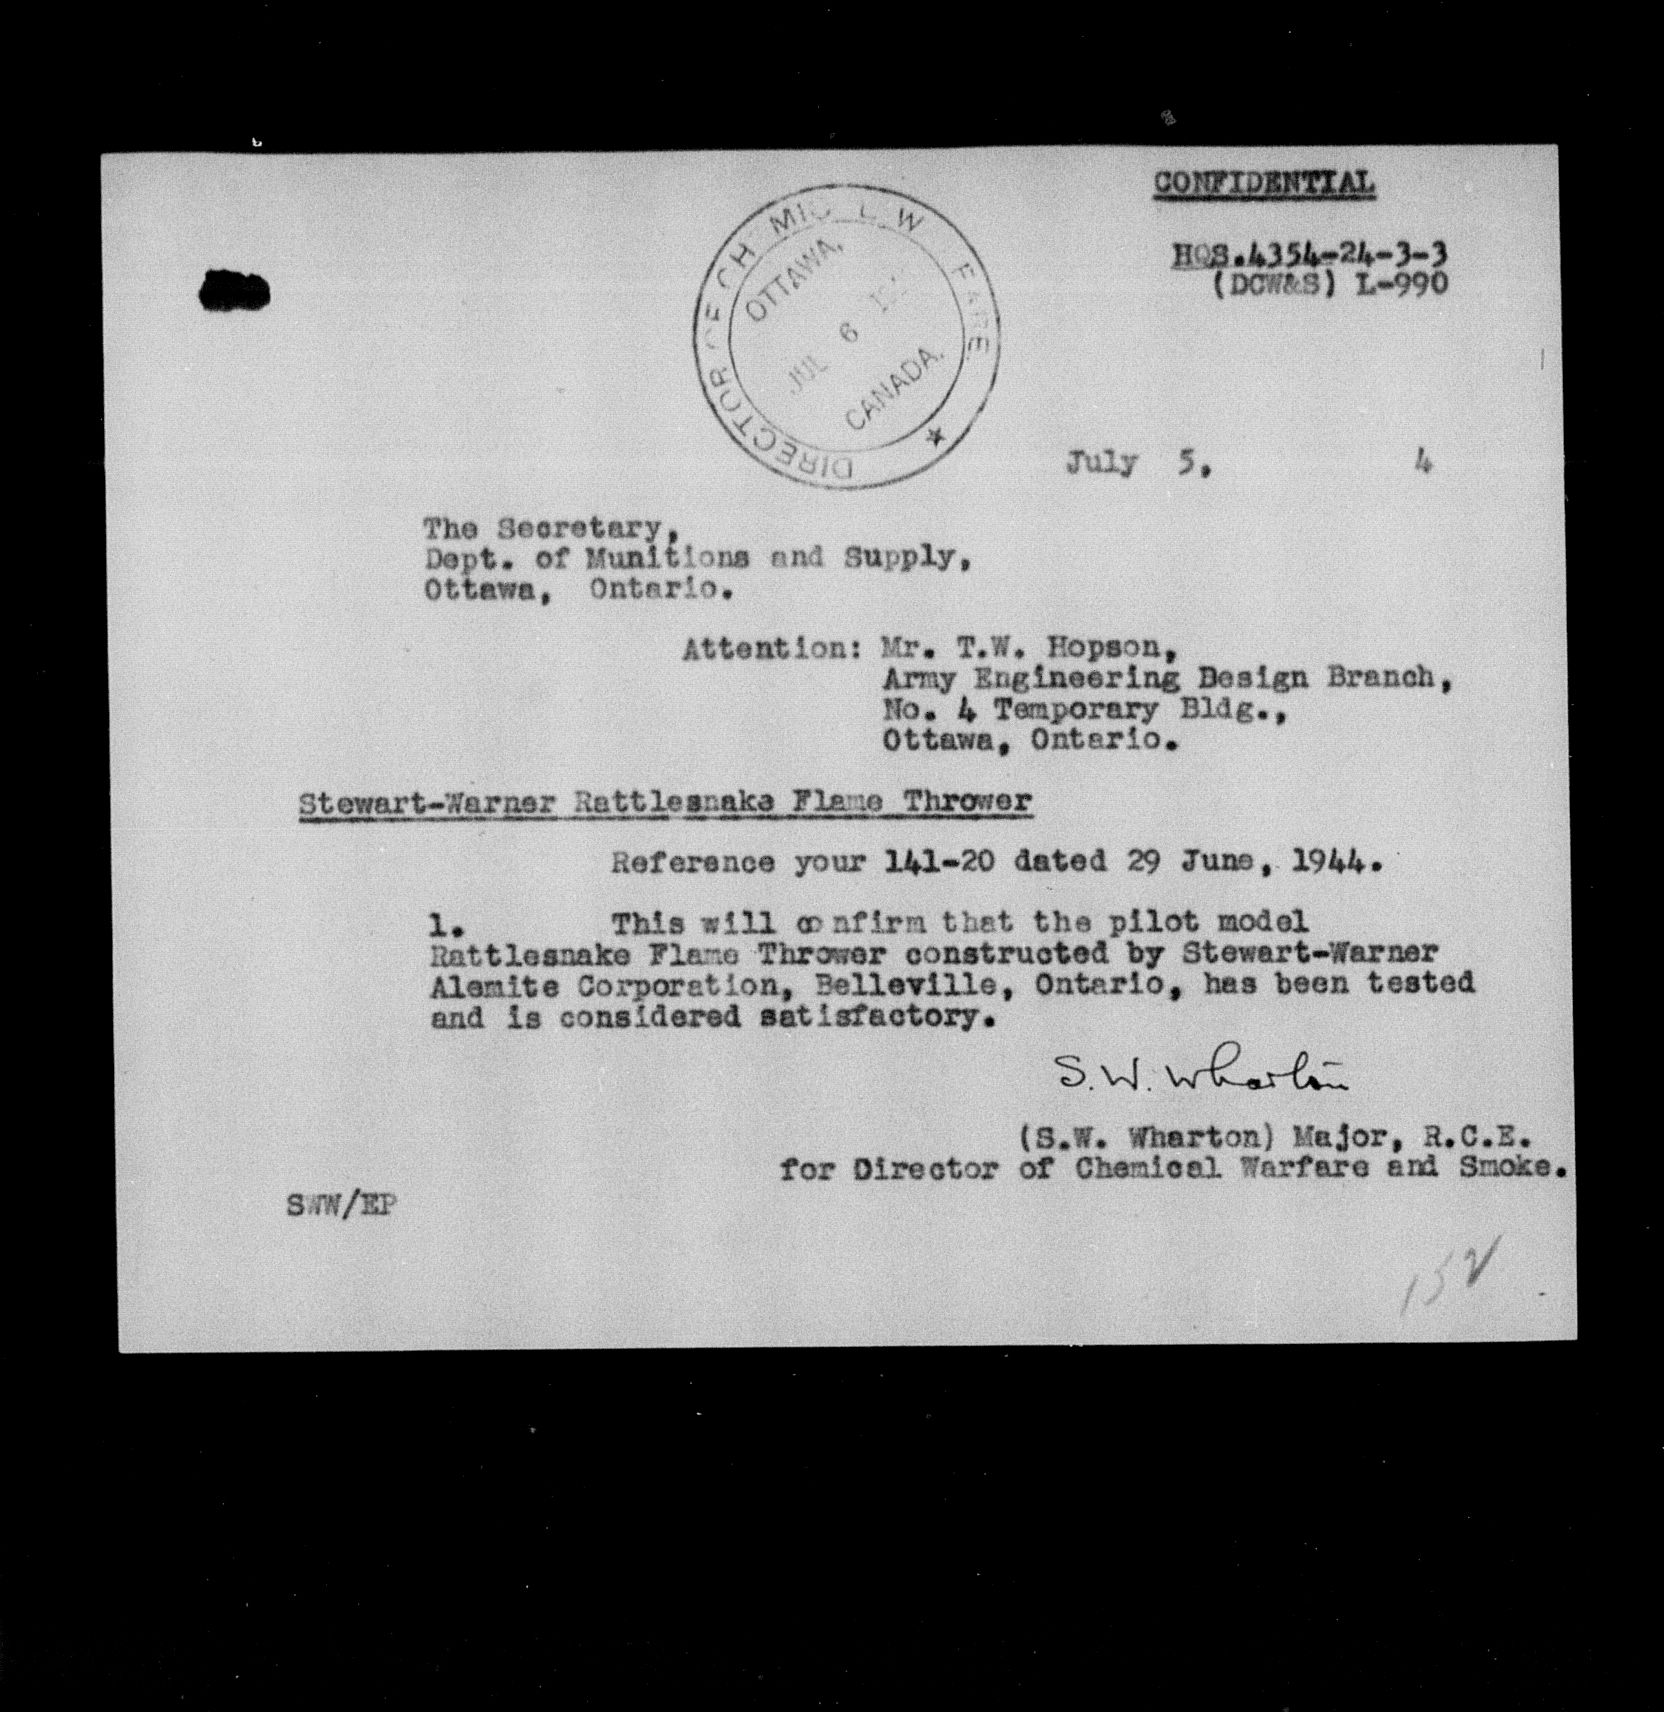 CONFIDENTIAL
HQS.4354-24-3-3
(DCW&S) L-990
DIRECTOR OF CHEMICAL WARFARE
OTTAWA,
JUL 6
CANADA.
July 5, 4
The Secretary,
Dept. of Munitions and Supply,
Ottawa, Ontario.
Attention: Mr. T.W. Hopson,
Army Engineering Design Branch,
No. 4 Temporary Bldg.,
Ottawa, Ontario.
Stewart-Warner Rattlesnake Flame Thrower
Reference your 141-20 dated 29 June, 1944.
1. This will confirm that the pilot model
Rattlesnake Flame Thrower constructed by Stewart-Warner
Alemite Corporation, Belleville, Ontario, has been tested
and is considered satisfactory.
S.W. Wharton
(S.W. Wharton) Major, R.C.E.
for Director of Chemical Warfare and Smoke.
SWW/EP
152